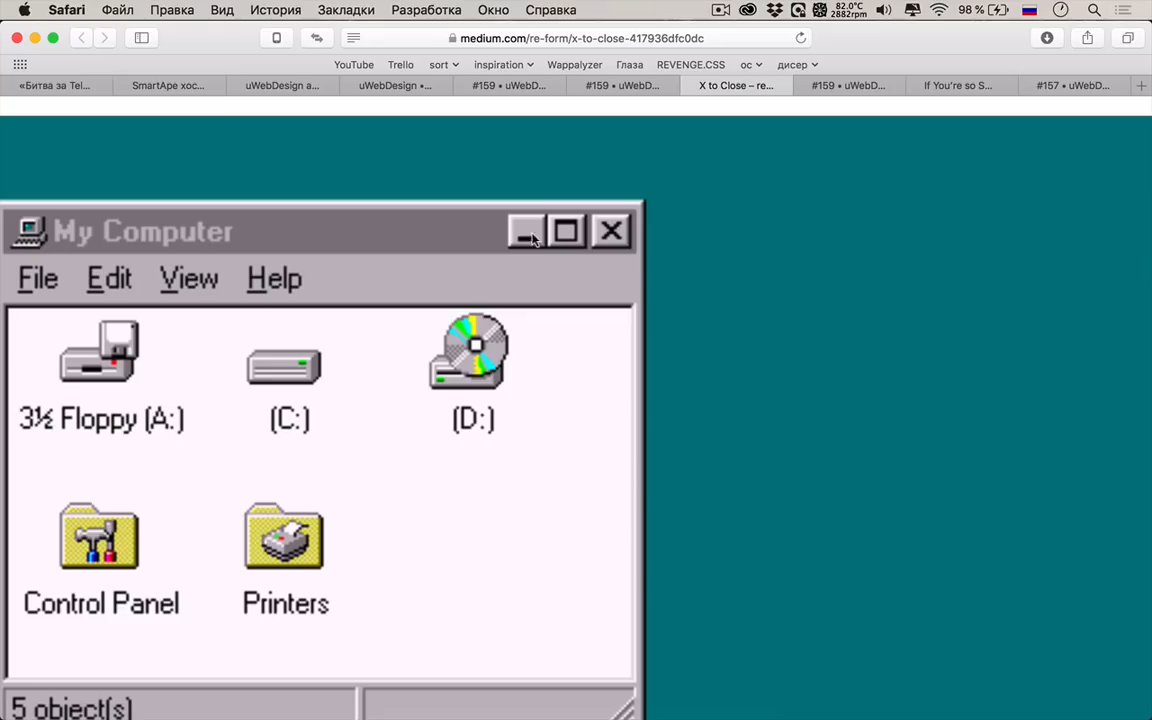 Safari Файл Правка Вид История Закладки Разработка Окно Справка 82.0°C 2882rpm 98 %
medium.com/re-form/x-to-close-417936dfc0dc
YouTube Trello sort inspiration Wappalyzer Глаза REVENGE.CSS ос дисер
«Битва за Tel... SmartApe хос... uWebDesign a... uWebDesign •... #159 • uWebD... #159 • uWebD... X to Close – re... #159 • uWebD... If You're so S... #157 • uWebD...
My Computer
File Edit View Help
3½ Floppy (A:) (C:) (D:)
Control Panel Printers
5 object(s)